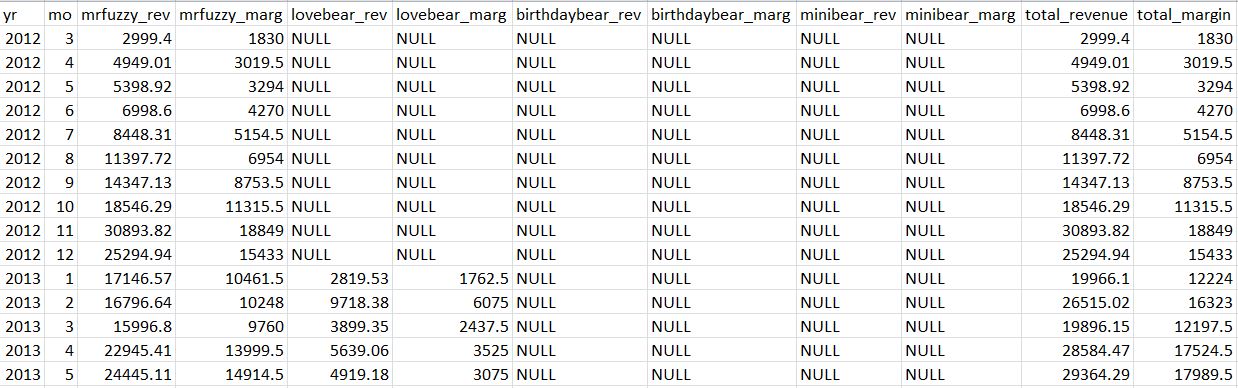 yr mo mrfuzzy_rev mrfuzzy_marg lovebear_rev lovebear_marg birthdaybear_rev birthdaybear_marg minibear_rev minibear_marg total_revenue total_margin
2012 3 2999.4 1830 NULL NULL NULL NULL NULL NULL 2999.4 1830
2012 4 4949.01 3019.5 NULL NULL NULL NULL NULL NULL 4949.01 3019.5
2012 5 5398.92 3294 NULL NULL NULL NULL NULL NULL 5398.92 3294
2012 6 6998.6 4270 NULL NULL NULL NULL NULL NULL 6998.6 4270
2012 7 8448.31 5154.5 NULL NULL NULL NULL NULL NULL 8448.31 5154.5
2012 8 11397.72 6954 NULL NULL NULL NULL NULL NULL 11397.72 6954
2012 9 14347.13 8753.5 NULL NULL NULL NULL NULL NULL 14347.13 8753.5
2012 10 18546.29 11315.5 NULL NULL NULL NULL NULL NULL 18546.29 11315.5
2012 11 30893.82 18849 NULL NULL NULL NULL NULL NULL 30893.82 18849
2012 12 25294.94 15433 NULL NULL NULL NULL NULL NULL 25294.94 15433
2013 1 17146.57 10461.5 2819.53 1762.5 NULL NULL NULL NULL 19966.1 12224
2013 2 16796.64 10248 9718.38 6075 NULL NULL NULL NULL 26515.02 16323
2013 3 15996.8 9760 3899.35 2437.5 NULL NULL NULL NULL 19896.15 12197.5
2013 4 22945.41 13999.5 5639.06 3525 NULL NULL NULL NULL 28584.47 17524.5
2013 5 24445.11 14914.5 4919.18 3075 NULL NULL NULL NULL 29364.29 17989.5